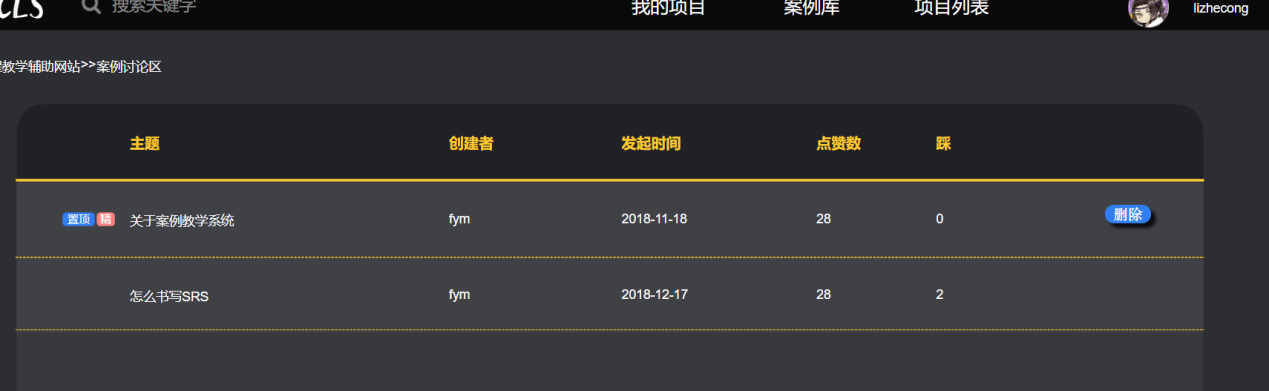 搜索关键字 我的项目 案例库 项目列表 lizhecong
教学辅助网站>>案例讨论区
主题 创建者 发起时间 点赞数 踩
置顶 精 关于案例教学系统 fym 2018-11-18 28 0 删除
怎么书写SRS fym 2018-12-17 28 2